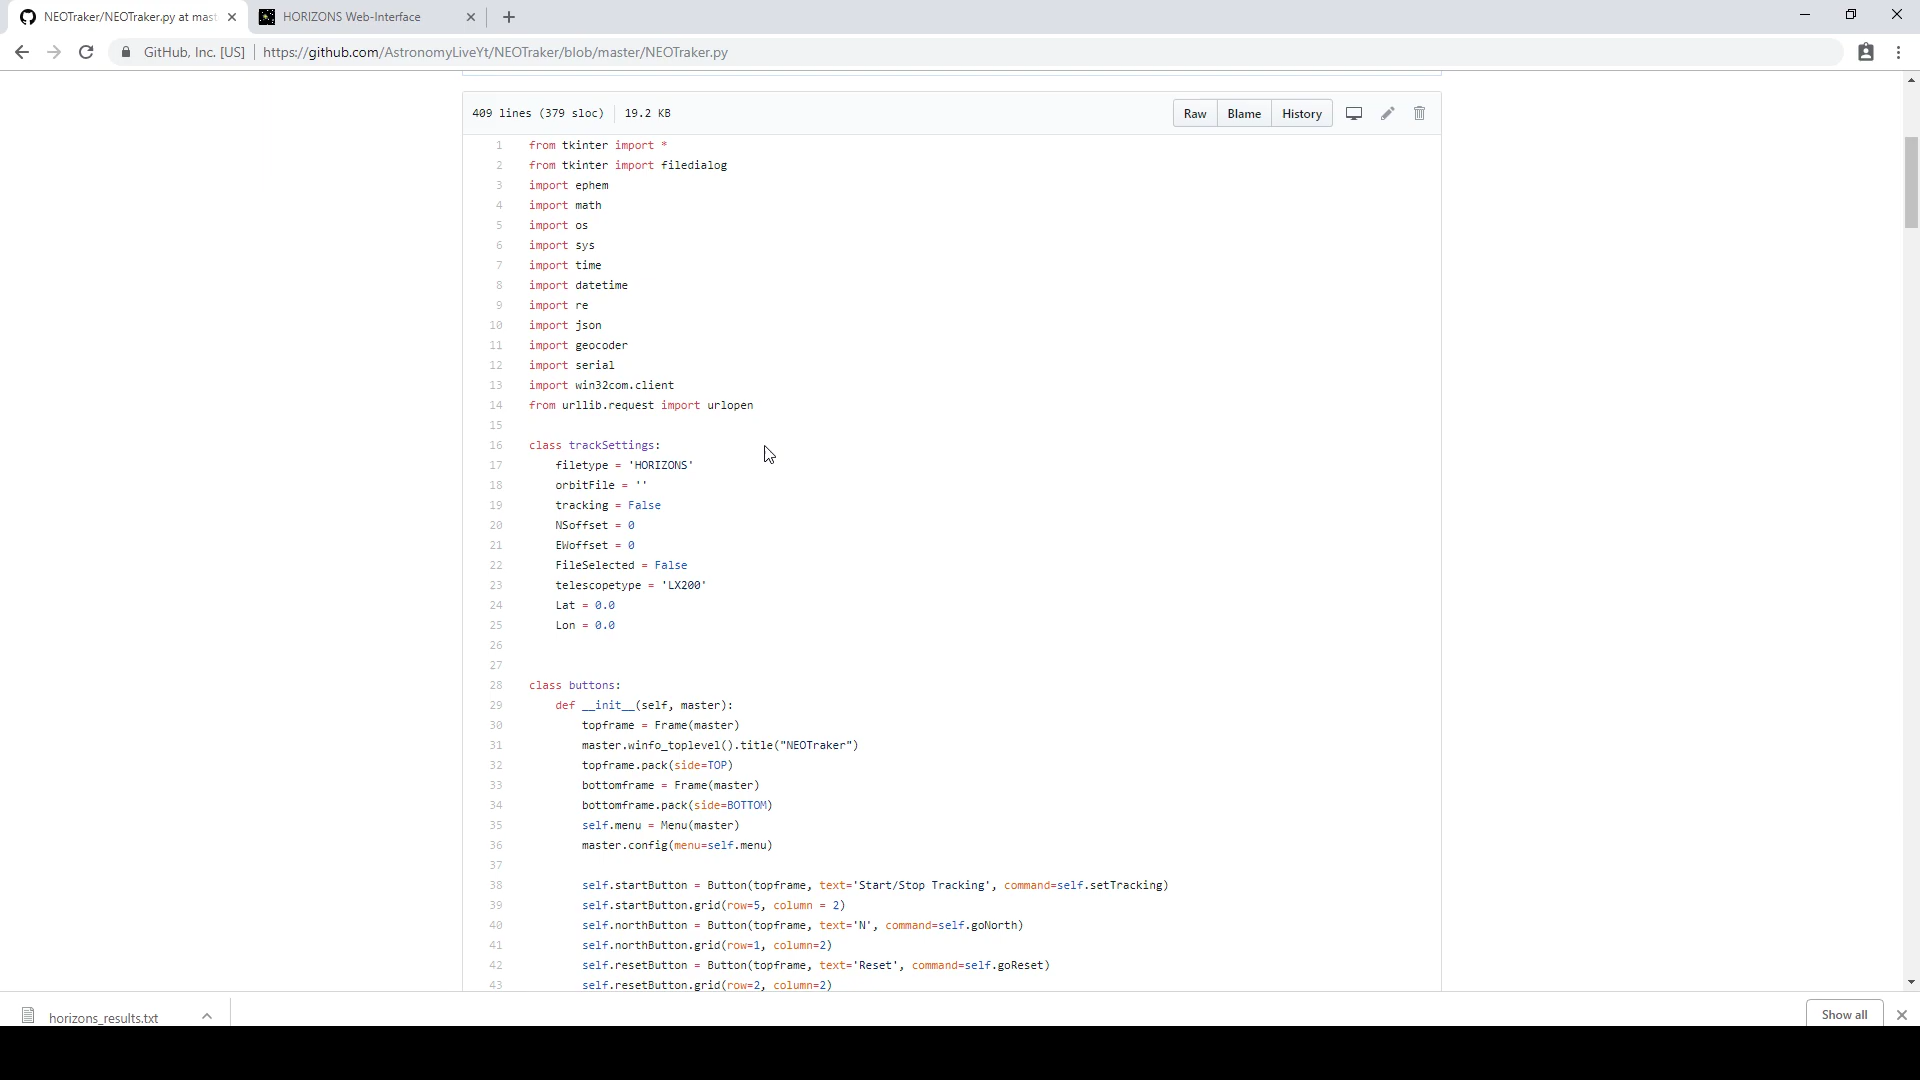 NEOTraker/NEOTraker.py at mast
HORIZONS Web-Interface
GitHub, Inc. [US]
https://github.com/AstronomyLiveYt/NEOTraker/blob/master/NEOTraker.py
409 lines (379 sloc)
19.2 KB
Raw
Blame
History
1 from tkinter import *
2 from tkinter import filedialog
3 import ephem
4 import math
5 import os
6 import sys
7 import time
8 import datetime
9 import re
10 import json
11 import geocoder
12 import serial
13 import win32com.client
14 from urllib.request import urlopen
15
16 class trackSettings:
17 filetype = 'HORIZONS'
18 orbitFile = ''
19 tracking = False
20 NSoffset = 0
21 EWoffset = 0
22 FileSelected = False
23 telescopetype = 'LX200'
24 Lat = 0.0
25 Lon = 0.0
26
27
28 class buttons:
29 def __init__(self, master):
30 topframe = Frame(master)
31 master.winfo_toplevel().title("NEOTraker")
32 topframe.pack(side=TOP)
33 bottomframe = Frame(master)
34 bottomframe.pack(side=BOTTOM)
35 self.menu = Menu(master)
36 master.config(menu=self.menu)
37
38 self.startButton = Button(topframe, text='Start/Stop Tracking', command=self.setTracking)
39 self.startButton.grid(row=5, column = 2)
40 self.northButton = Button(topframe, text='N', command=self.goNorth)
41 self.northButton.grid(row=1, column=2)
42 self.resetButton = Button(topframe, text='Reset', command=self.goReset)
43 self.resetButton.grid(row=2, column=2)
horizons_results.txt
Show all